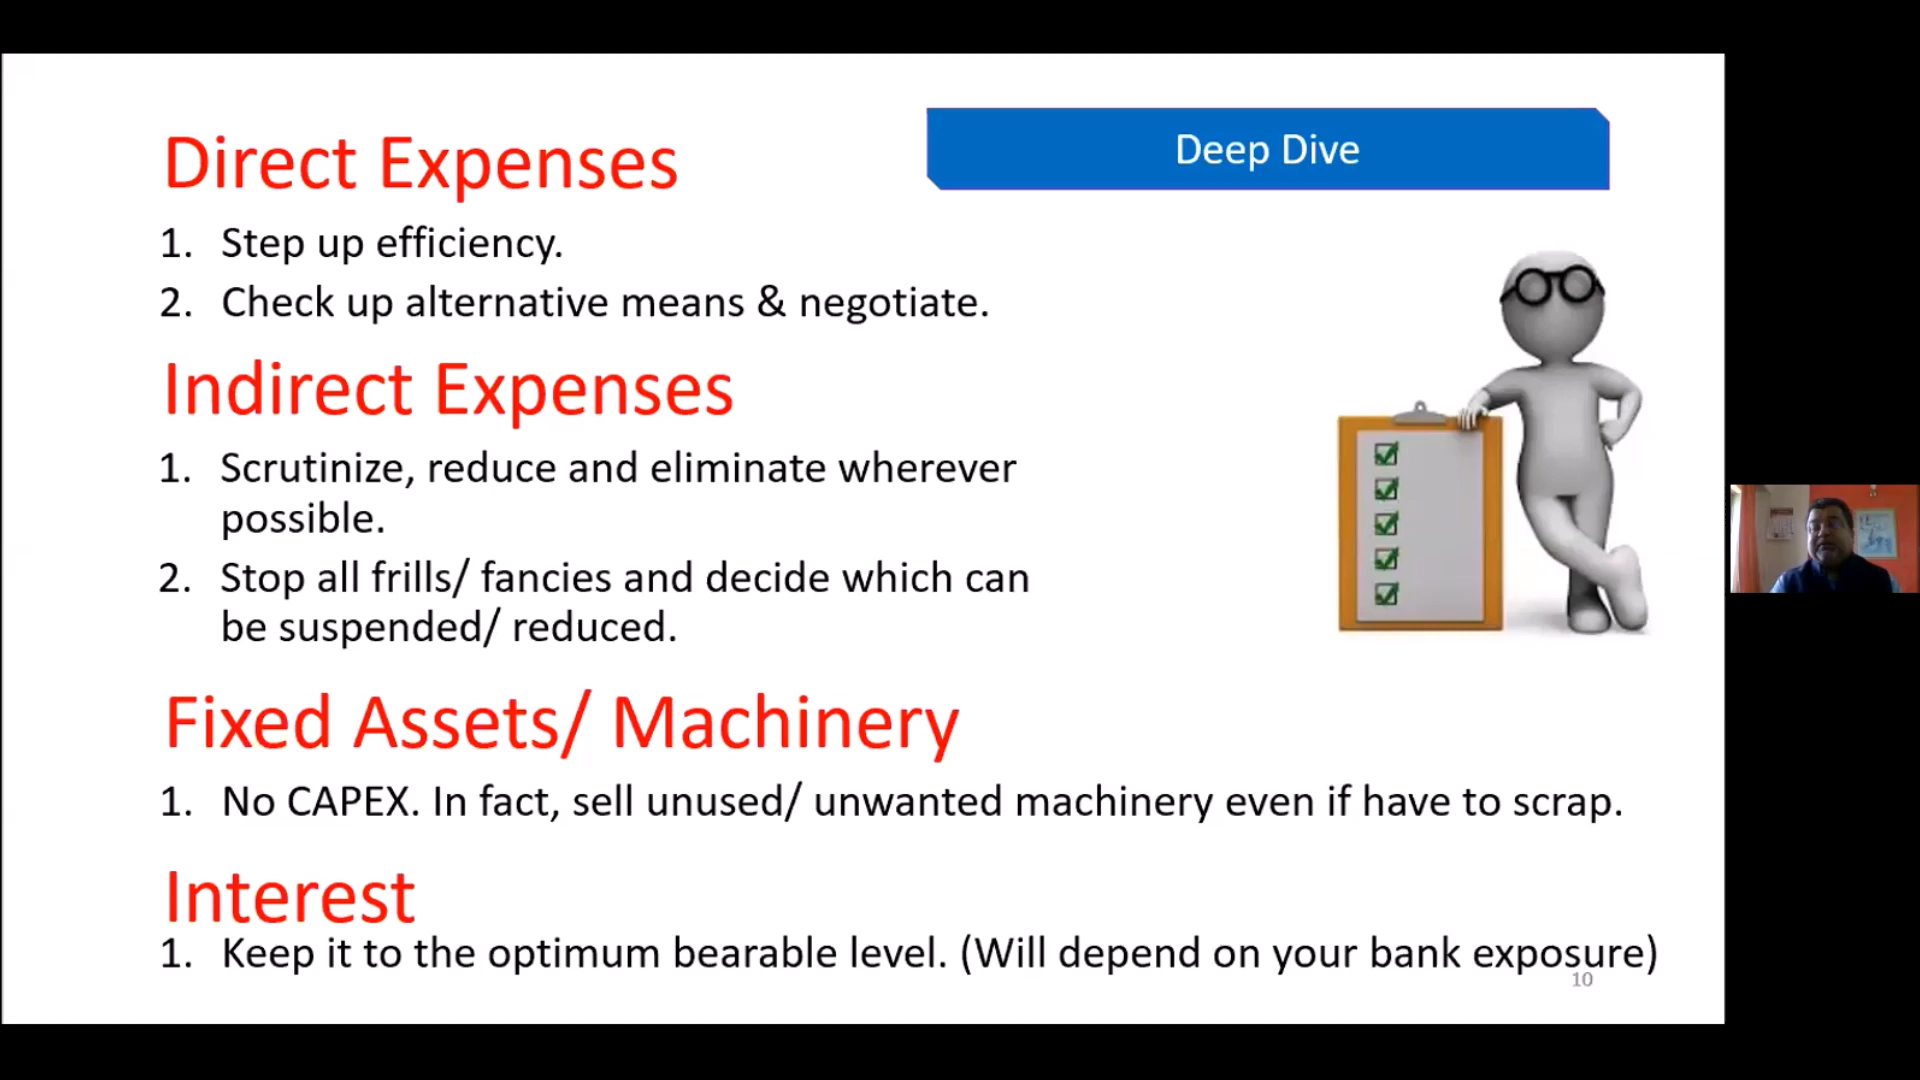 Deep Dive
Direct Expenses
1. Step up efficiency.
2. Check up alternative means & negotiate.
Indirect Expenses
1. Scrutinize, reduce and eliminate wherever
possible.
2. Stop all frills/ fancies and decide which can
be suspended/ reduced.
Fixed Assets/ Machinery
1. No CAPEX. In fact, sell unused/ unwanted machinery even if have to scrap.
Interest
1. Keep it to the optimum bearable level. (Will depend on your bank exposure)
10